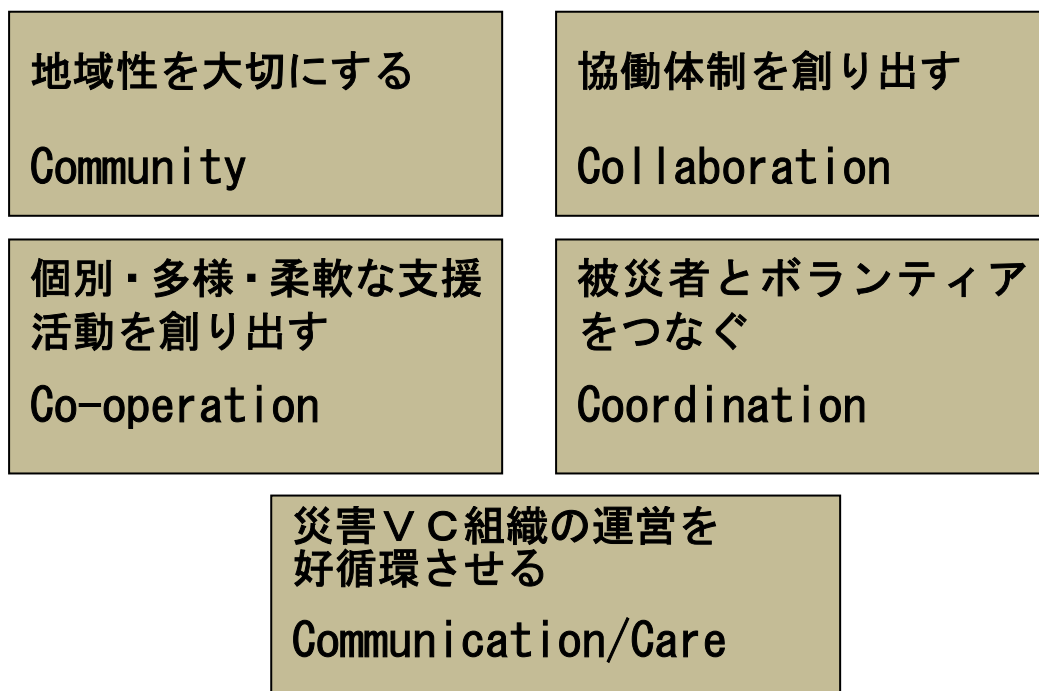 地域性を大切にする
Community
協働体制を創り出す
Collaboration
個別・多様・柔軟な支援
活動を創り出す
Co-operation
被災者とボランティア
をつなぐ
Coordination
災害ＶＣ組織の運営を
好循環させる
Communication/Care